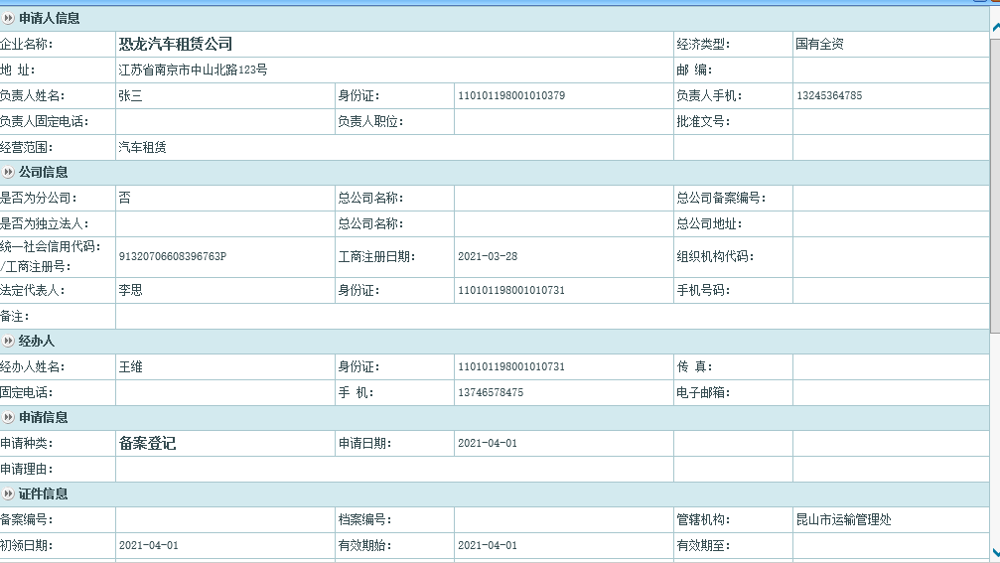 申请人信息
企业名称： 恐龙汽车租赁公司 经济类型： 国有全资
地 址： 江苏省南京市中山北路123号 邮 编：
负责人姓名： 张三 身份证： 110101198001010379 负责人手机： 13245364785
负责人固定电话： 负责人职位： 批准文号：
经营范围： 汽车租赁
公司信息
是否为分公司： 否 总公司名称： 总公司备案编号：
是否为独立法人： 总公司名称： 总公司地址：
统一社会信用代码：
/工商注册号： 91320706608396763P 工商注册日期： 2021-03-28 组织机构代码：
法定代表人： 李思 身份证： 110101198001010731 手机号码：
备注：
经办人
经办人姓名： 王维 身份证： 110101198001010731 传 真：
固定电话： 手 机： 13746578475 电子邮箱：
申请信息
申请种类： 备案登记 申请日期： 2021-04-01
申请理由：
证件信息
备案编号： 档案编号： 管辖机构： 昆山市运输管理处
初领日期： 2021-04-01 有效期始： 2021-04-01 有效期至：